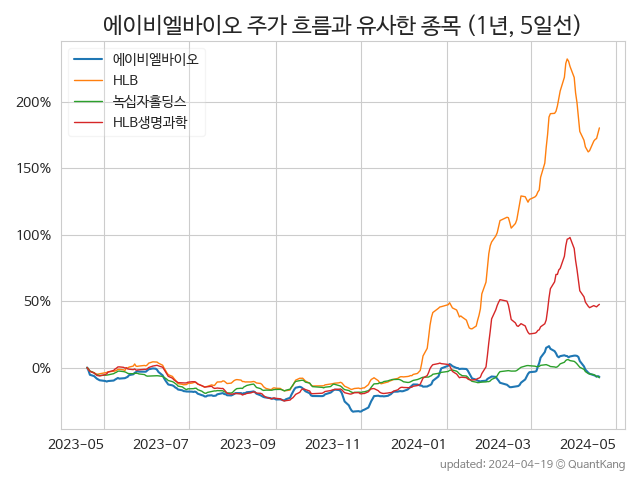 에이비엘바이오 주가 흐름과 유사한 종목 (1년, 5일선)
에이비엘바이오
HLB
녹십자홀딩스
HLB생명과학
200%
150%
100%
50%
0%
2023-05 2023-07 2023-09 2023-11 2024-01 2024-03 2024-05
updated: 2024-04-19 © QuantKang